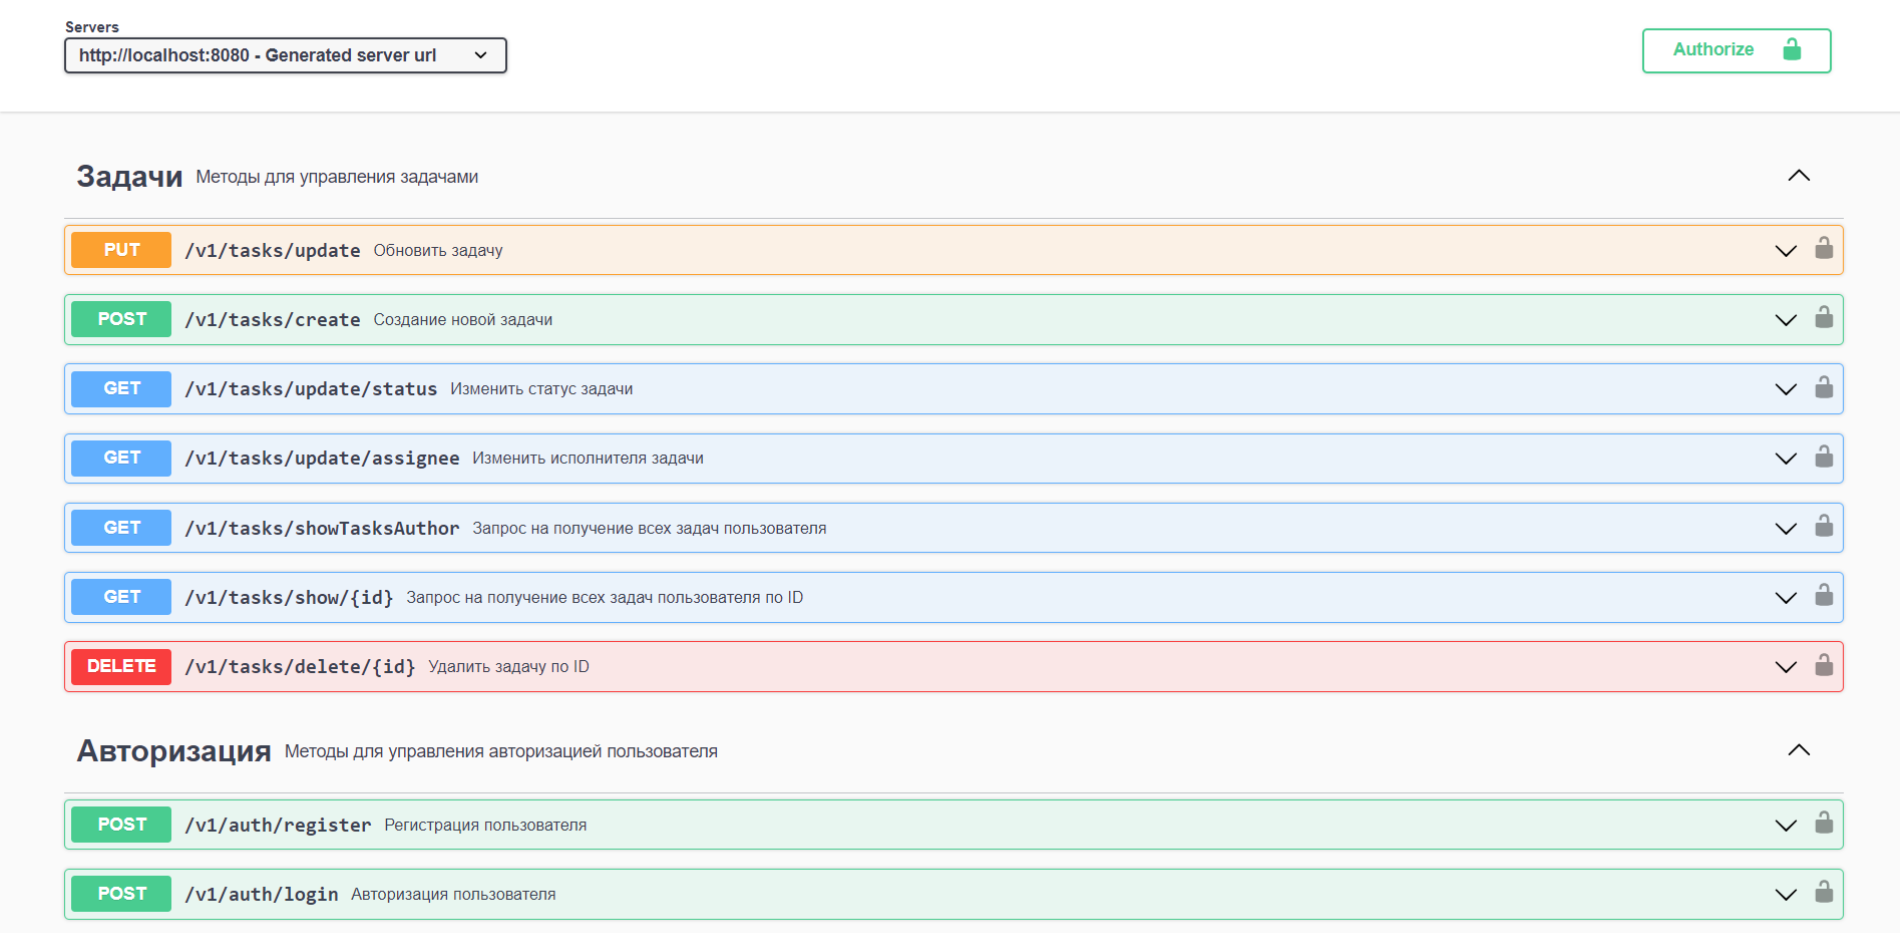 Servers
http://localhost:8080 - Generated server url
Authorize
Задачи Методы для управления задачами
PUT /v1/tasks/update Обновить задачу
POST /v1/tasks/create Создание новой задачи
GET /v1/tasks/update/status Изменить статус задачи
GET /v1/tasks/update/assignee Изменить исполнителя задачи
GET /v1/tasks/showTasksAuthor Запрос на получение всех задач пользователя
GET /v1/tasks/show/{id} Запрос на получение всех задач пользователя по ID
DELETE /v1/tasks/delete/{id} Удалить задачу по ID
Авторизация Методы для управления авторизацией пользователя
POST /v1/auth/register Регистрация пользователя
POST /v1/auth/login Авторизация пользователя